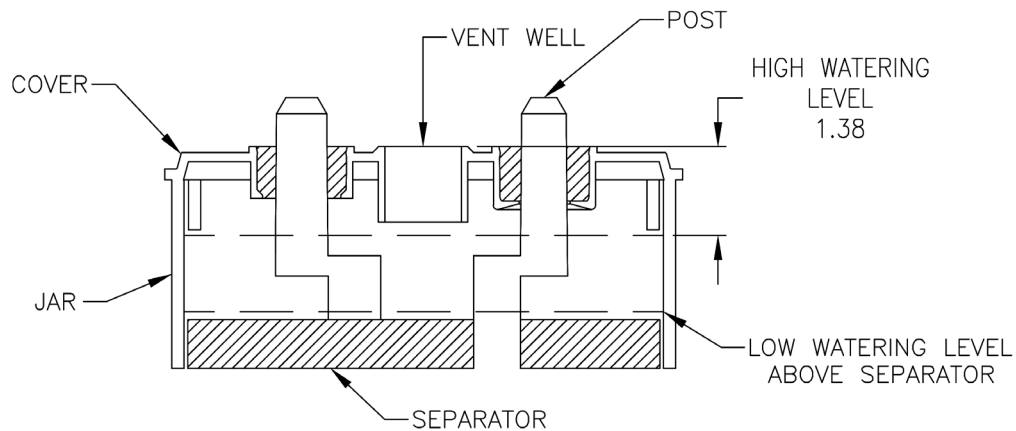 POST
VENT WELL
COVER
HIGH WATERING
LEVEL
1.38
JAR
LOW WATERING LEVEL
ABOVE SEPARATOR
SEPARATOR